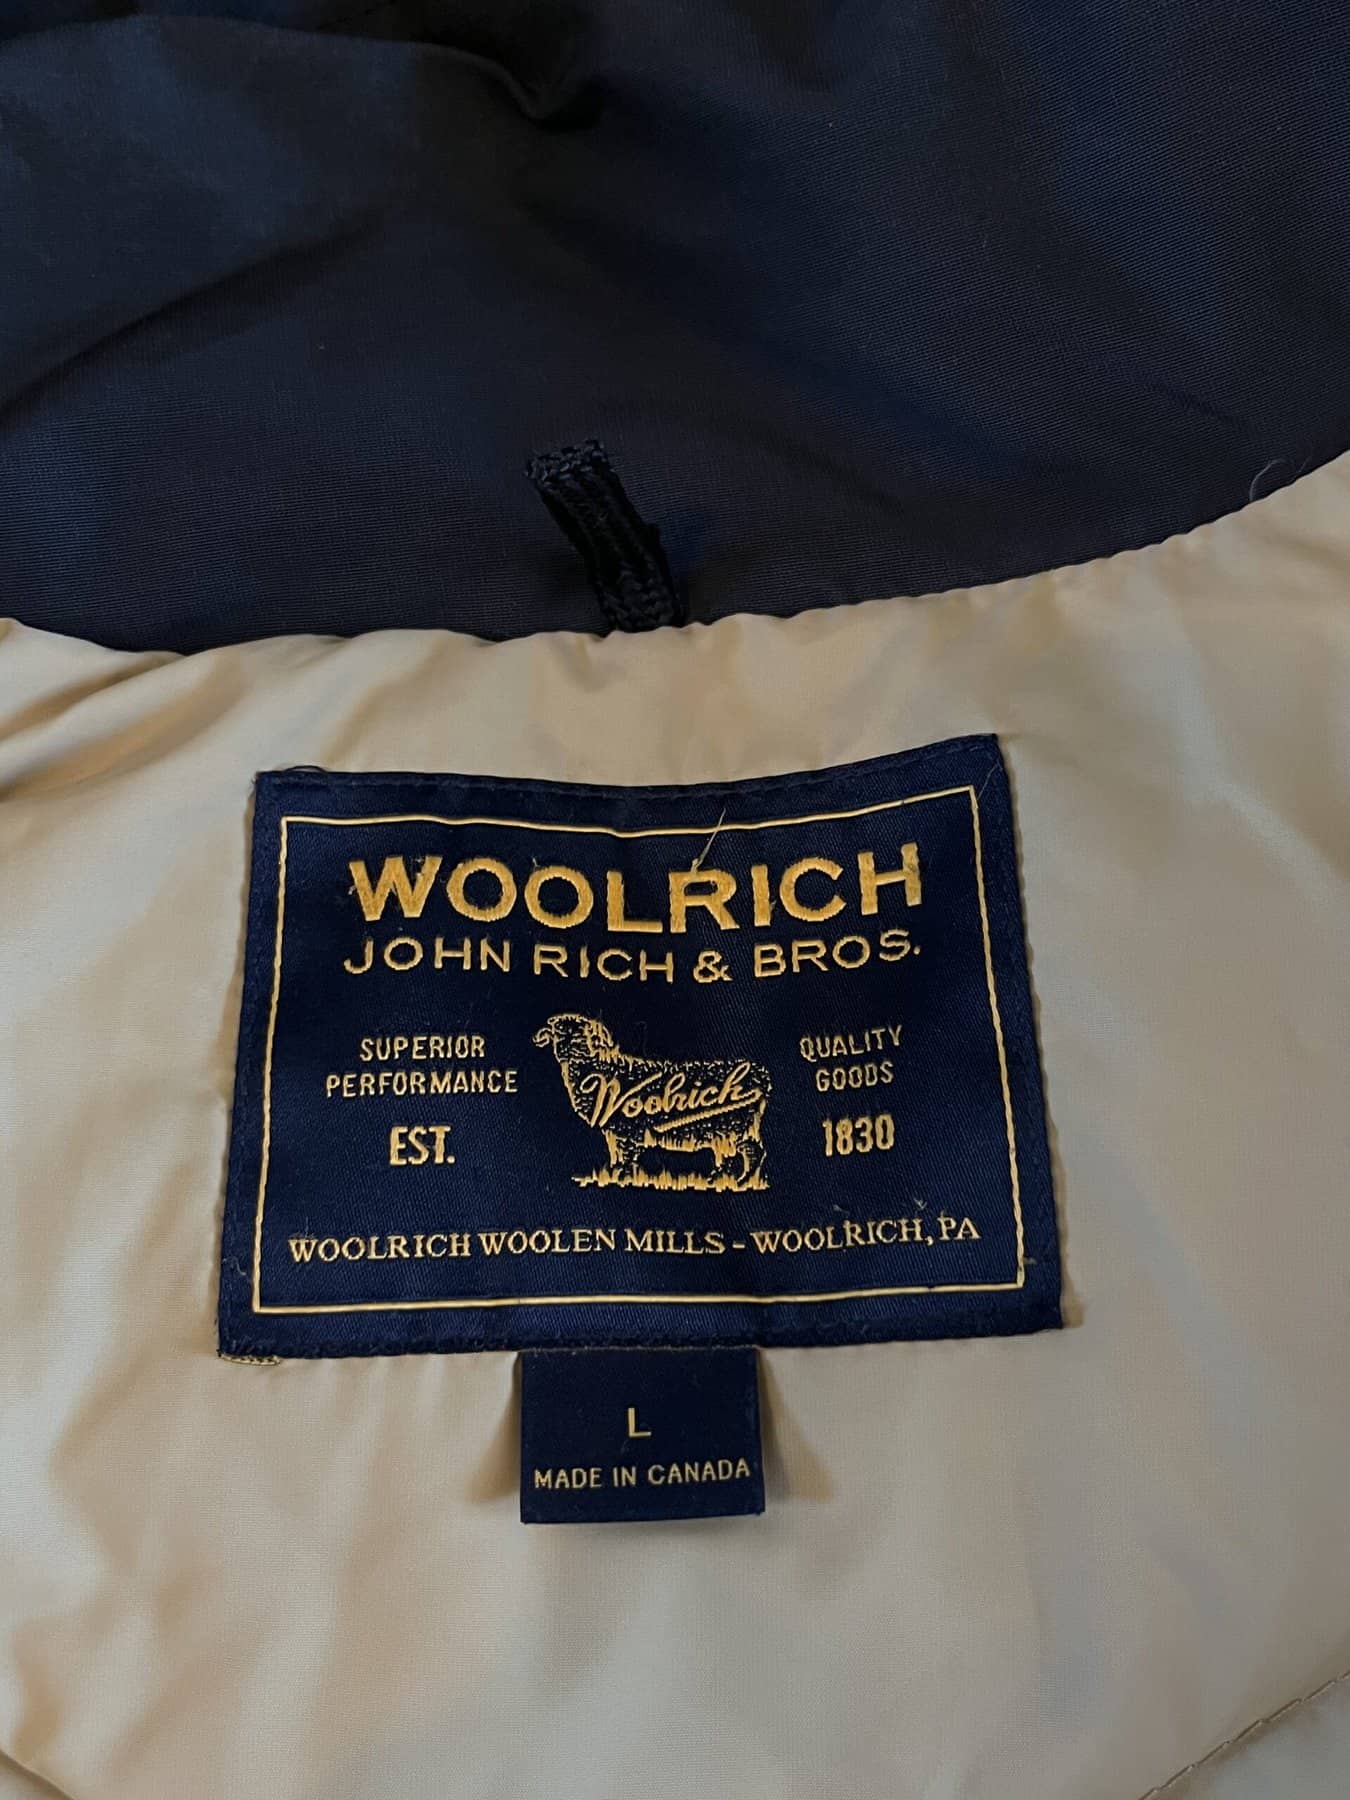 WOOLRICH
JOHN RICH & BROS.
SUPERIOR
PERFORMANCE
EST.
Woolrich
QUALITY
GOODS
1830
WOOLRICH WOOLEN MILLS - WOOLRICH, PA
L
MADE IN CANADA